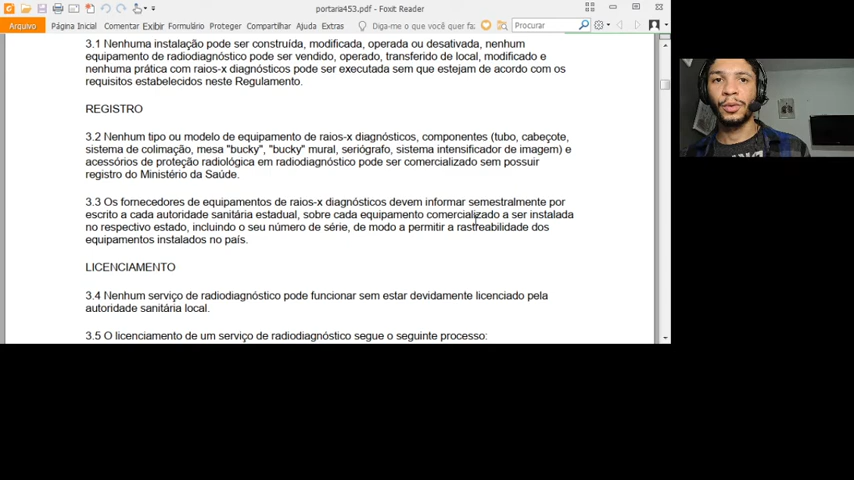 portaria453.pdf - Foxit Reader
Arquivo Página Inicial Comentar Exibir Formulário Proteger Compartilhar Ajuda Extras Diga-me o que você quer fa: Procurar
3.1 Nenhuma instalação pode ser construída, modificada, operada ou desativada, nenhum
equipamento de radiodiagnóstico pode ser vendido, operado, transferido de local, modificado e
nenhuma prática com raios-x diagnósticos pode ser executada sem que estejam de acordo com os
requisitos estabelecidos neste Regulamento.
REGISTRO
3.2 Nenhum tipo ou modelo de equipamento de raios-x diagnósticos, componentes (tubo, cabeçote,
sistema de colimação, mesa "bucky", "bucky" mural, seriógrafo, sistema intensificador de imagem) e
acessórios de proteção radiológica em radiodiagnóstico pode ser comercializado sem possuir
registro do Ministério da Saúde.
3.3 Os fornecedores de equipamentos de raios-x diagnósticos devem informar semestralmente por
escrito a cada autoridade sanitária estadual, sobre cada equipamento comercializado a ser instalada
no respectivo estado, incluindo o seu número de série, de modo a permitir a rastreabilidade dos
equipamentos instalados no país.
LICENCIAMENTO
3.4 Nenhum serviço de radiodiagnóstico pode funcionar sem estar devidamente licenciado pela
autoridade sanitária local.
3.5 O licenciamento de um serviço de radiodiagnóstico segue o seguinte processo: